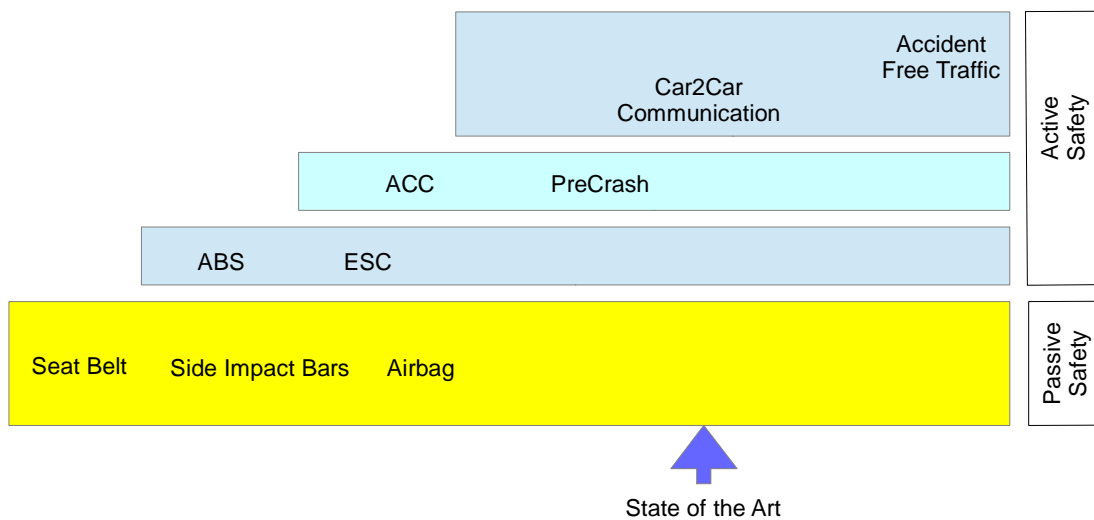 Accident
Free Traffic
Car2Car
Communication
Active
Safety
ACC PreCrash
ABS ESC
Seat Belt Side Impact Bars Airbag
Passive
Safety
State of the Art